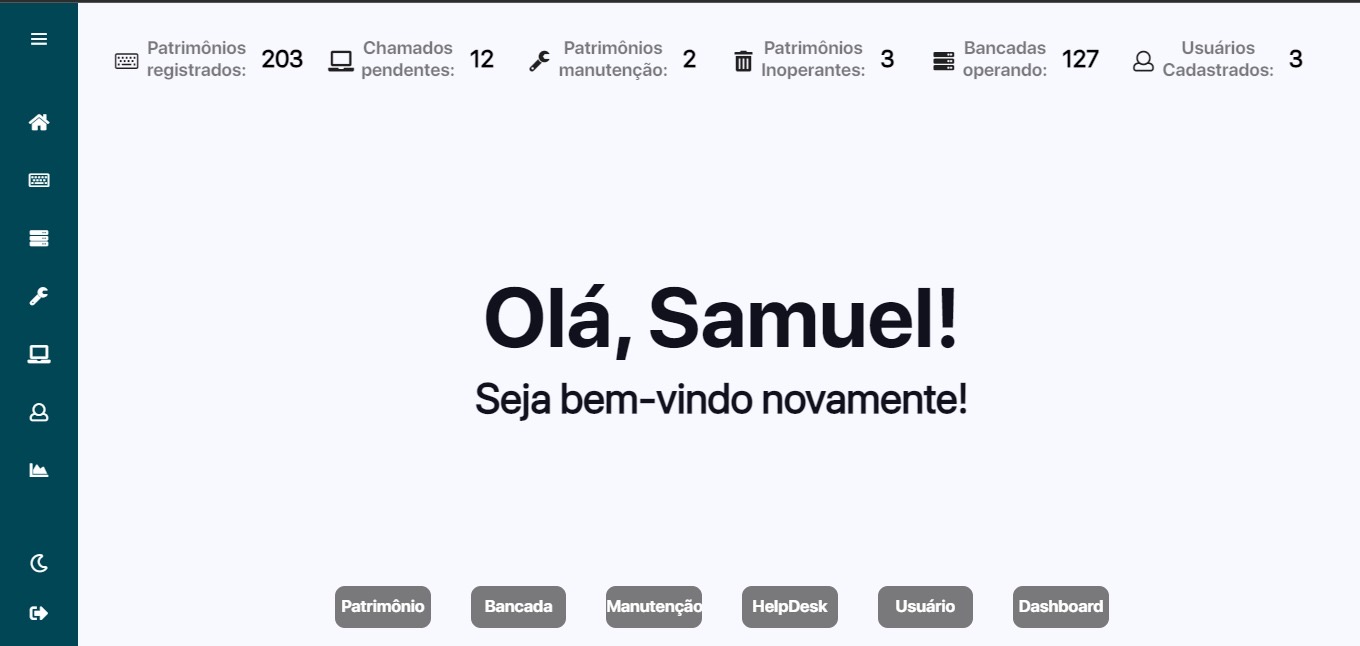 Patrimônios
registrados: 203
Chamados
pendentes: 12
Patrimônios
manutenção: 2
Patrimônios
Inoperantes: 3
Bancadas
operando: 127
Usuários
Cadastrados: 3
Olá, Samuel!
Seja bem-vindo novamente!
Patrimônio
Bancada
Manutenção
HelpDesk
Usuário
Dashboard